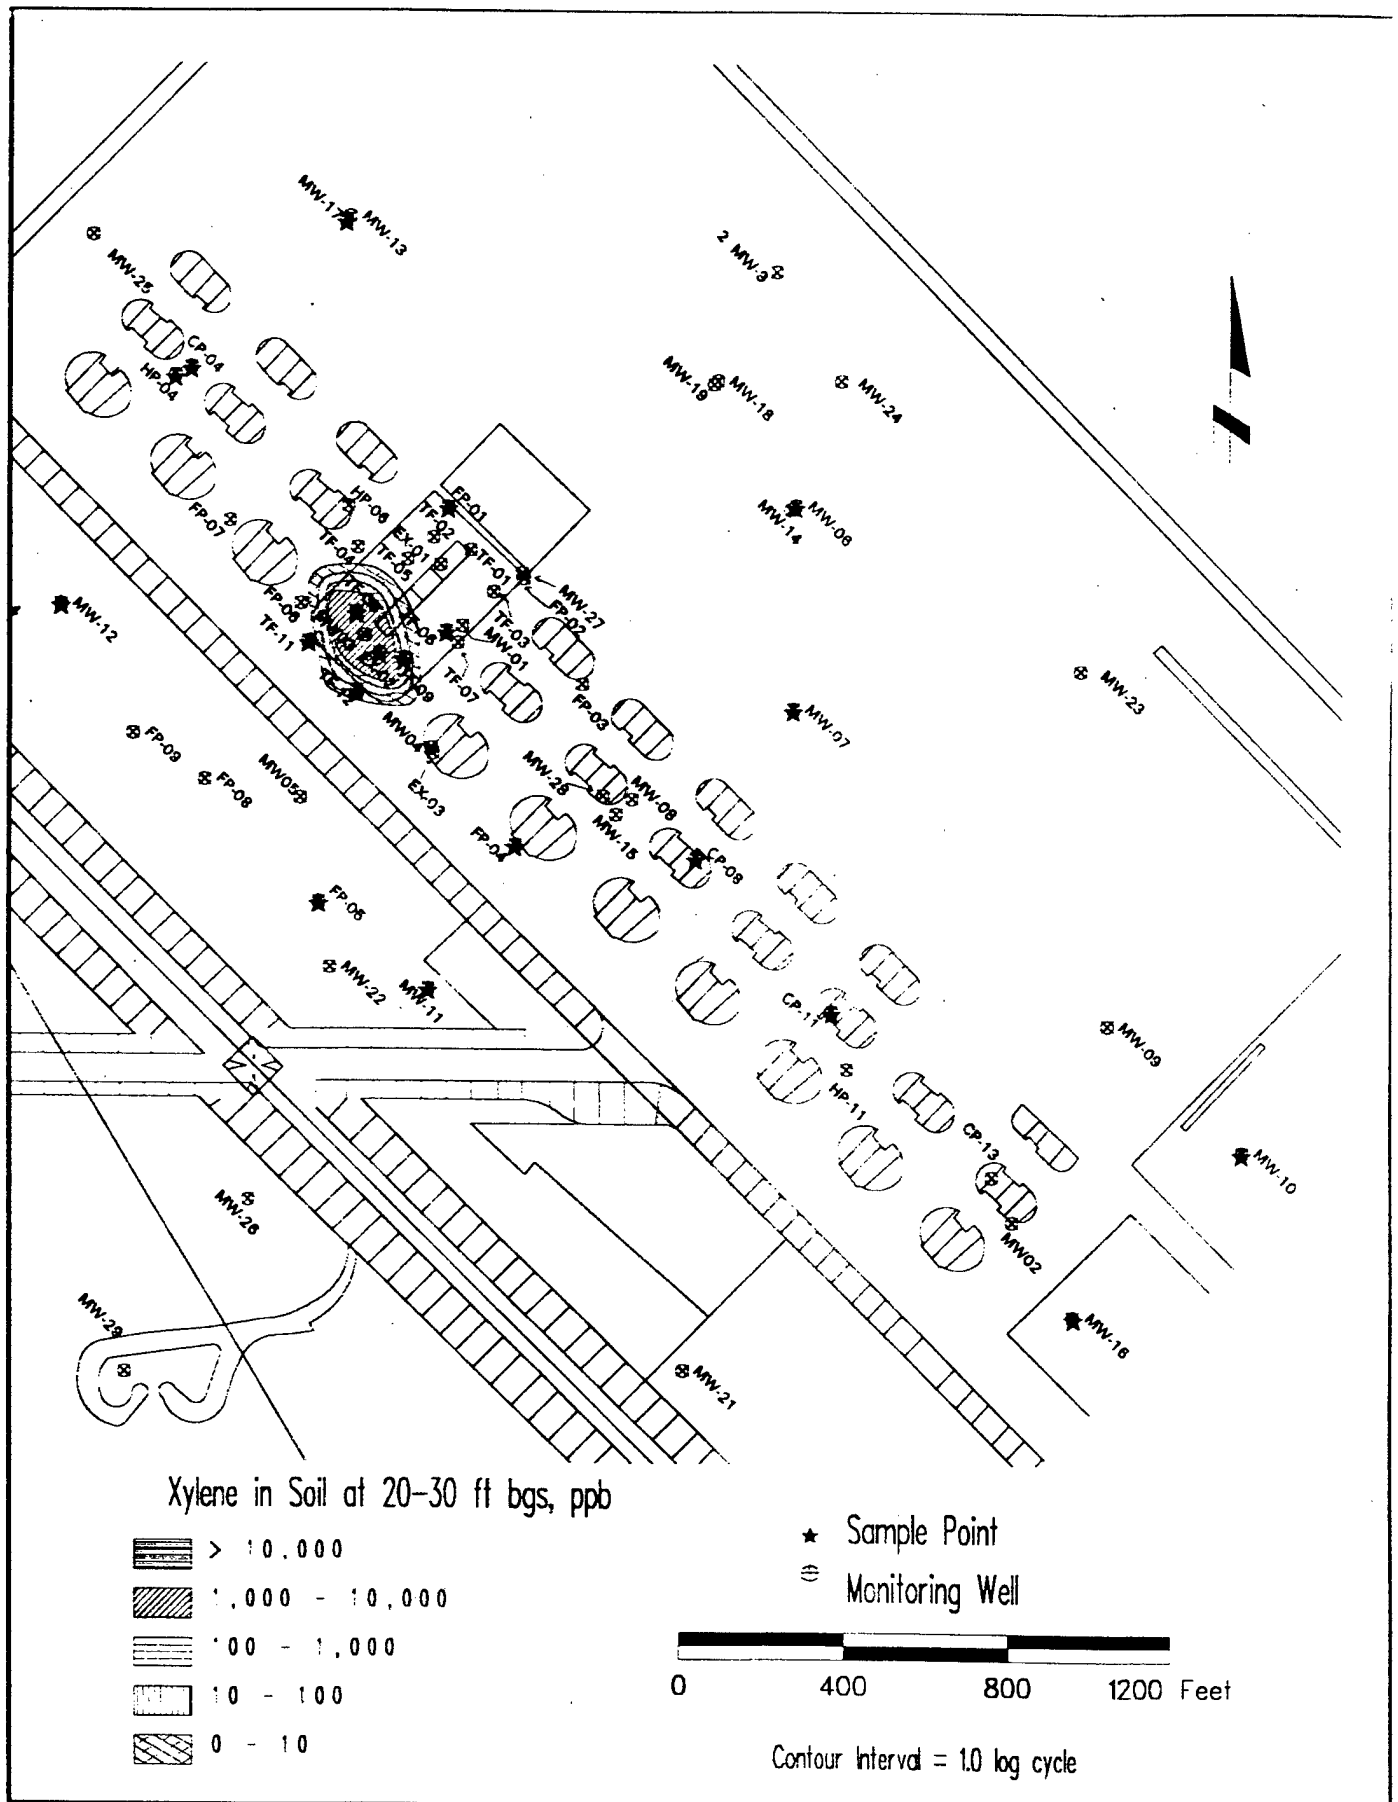 MW-17
MW-13
2 MW-3
MW-25
CP-04
HP-04
MW-19
MW-18
MW-24
FP-07
HP-06
FP-01
TF-02
EX-01
TF-01
TF-04
TF-05
MW-14
MW-06
MW-27
FP-02
TF-03
MW-01
FP-06
TF-11
TF-07
MW-12
FP-03
MW-23
MW-07
FP-09
FP-08
MW05
MW04
EX-03
MW-28
MW-08
MW-15
FP-04
CP-08
FP-05
MW-22
MW-11
CP-11
HP-11
MW-09
CP-13
MW-10
MW02
MW-26
MW-29
MW-16
MW-21
Xylene in Soil at 20-30 ft bgs, ppb
> 10,000
1,000 - 10,000
100 - 1,000
10 - 100
0 - 10
Sample Point
Monitoring Well
0 400 800 1200 Feet
Contour Interval = 1.0 log cycle